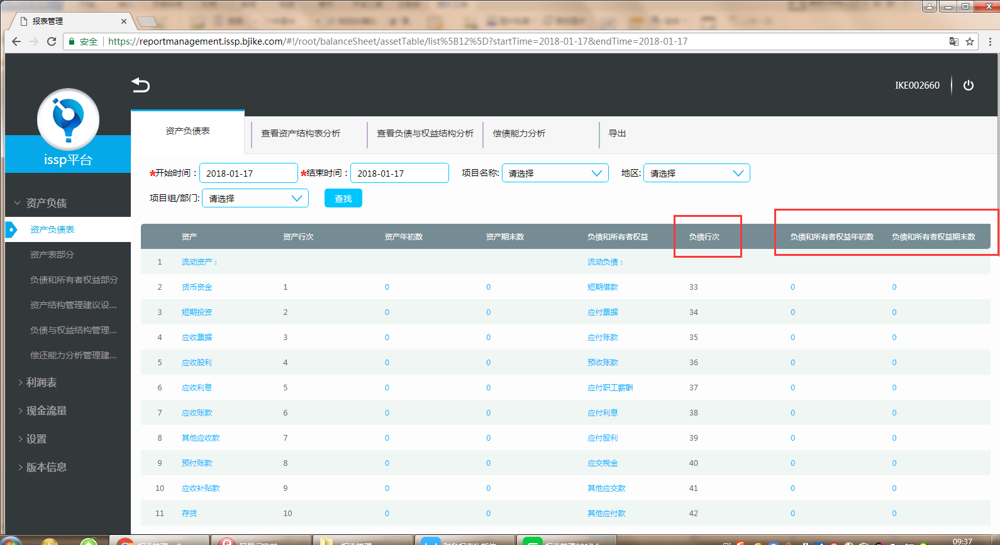 报表管理
安全 https://reportmanagement.issp.bjike.com/#!/root/balanceSheet/assetTable/list%5B12%5D?startTime=2018-01-17&endTime=2018-01-17
IKE002660
issp平台
资产负债表 查看资产结构表分析 查看负债与权益结构分析 偿债能力分析 导出
*开始时间： 2018-01-17 *结束时间： 2018-01-17 项目名称: 请选择 地区: 请选择
项目组/部门: 请选择 查找
资产负债
资产负债表
资产表部分
负债和所有者权益部分
资产结构管理建议设...
负债与权益结构管理...
偿还能力分析管理建...
利润表
现金流量
设置
版本信息
资产 资产行次 资产年初数 资产期末数 负债和所有者权益 负债行次 负债和所有者权益年初数 负债和所有者权益期末数
1 流动资产： 流动负债：
2 货币资金 1 0 0 短期借款 33 0 0
3 短期投资 2 0 0 应付票据 34 0 0
4 应收票据 3 0 0 应付账款 35 0 0
5 应收股利 4 0 0 预收账款 36 0 0
6 应收利息 5 0 0 应付职工薪酬 37 0 0
7 应收账款 6 0 0 应付利息 38 0 0
8 其他应收款 7 0 0 应付股利 39 0 0
9 预付账款 8 0 0 应交税金 40 0 0
10 应收补贴款 9 0 0 其他应交款 41 0 0
11 存货 10 0 0 其他应付款 42 0 0
09:37